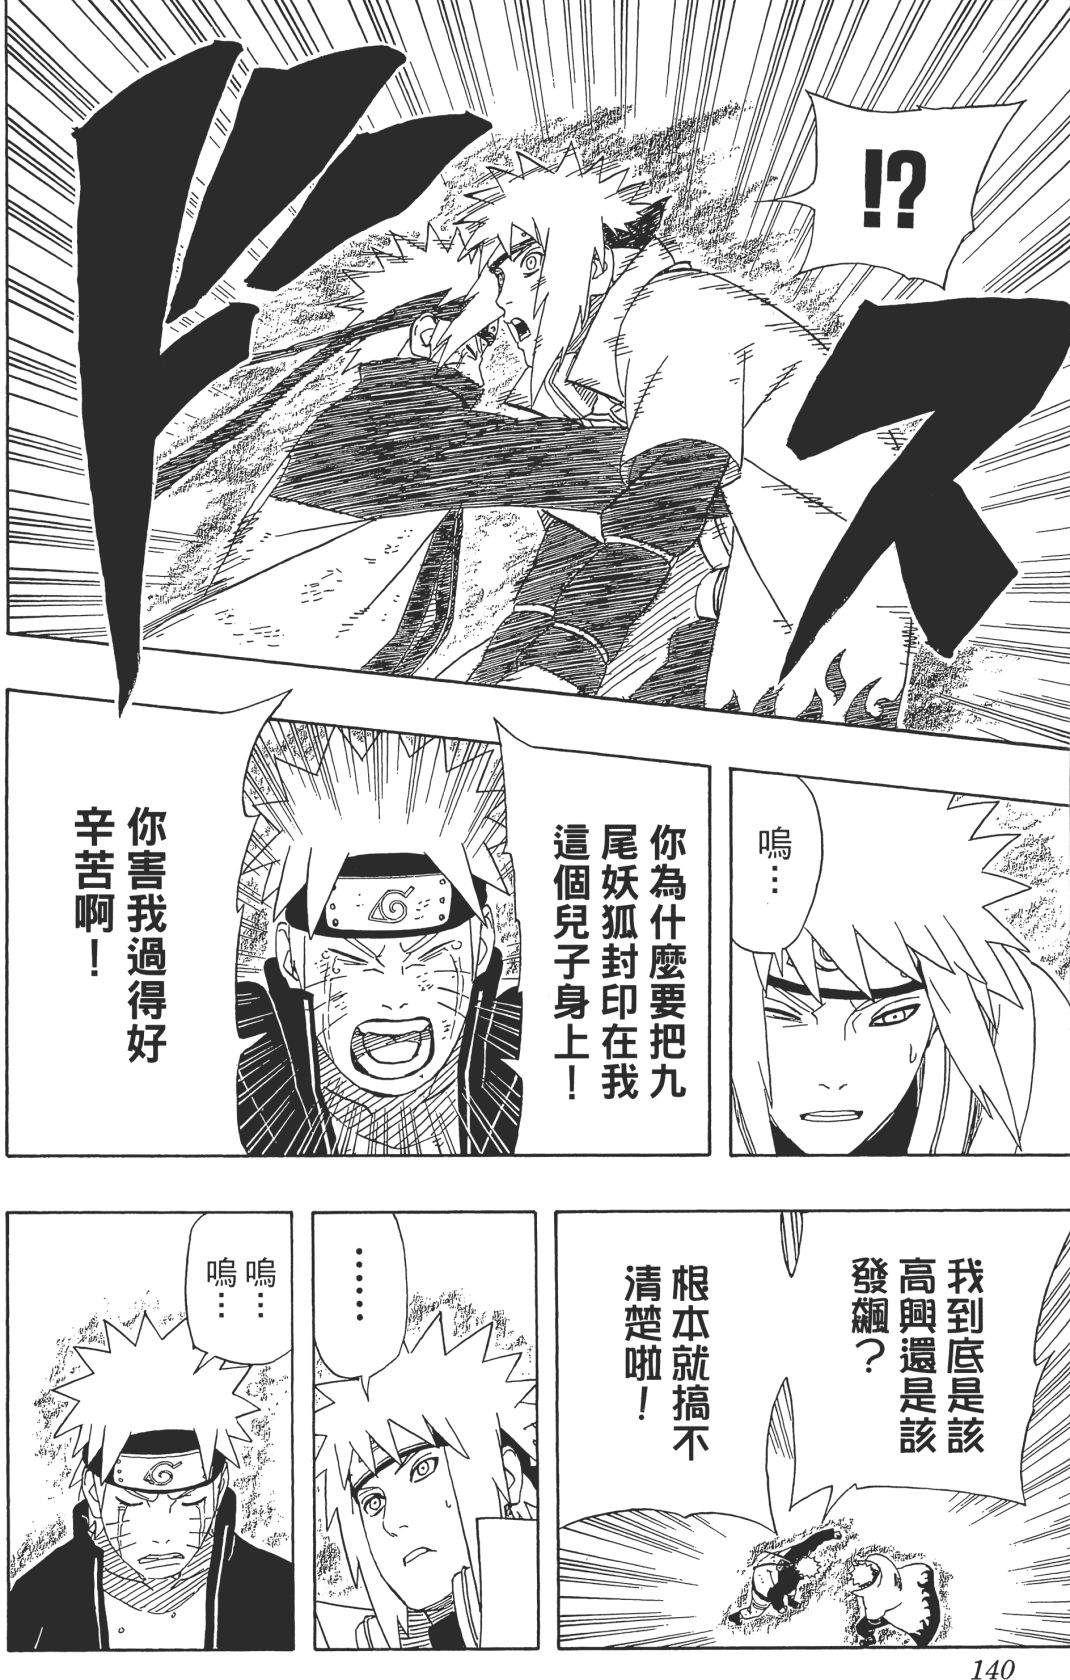 !?
ドス
嗚…
你為什麼要把九
尾妖狐封印在我
這個兒子身上！
你害我過得好
辛苦啊！
我到底是該
高興還是該
發飆？
根本就搞不
清楚啦！
……
嗚…
嗚…
140